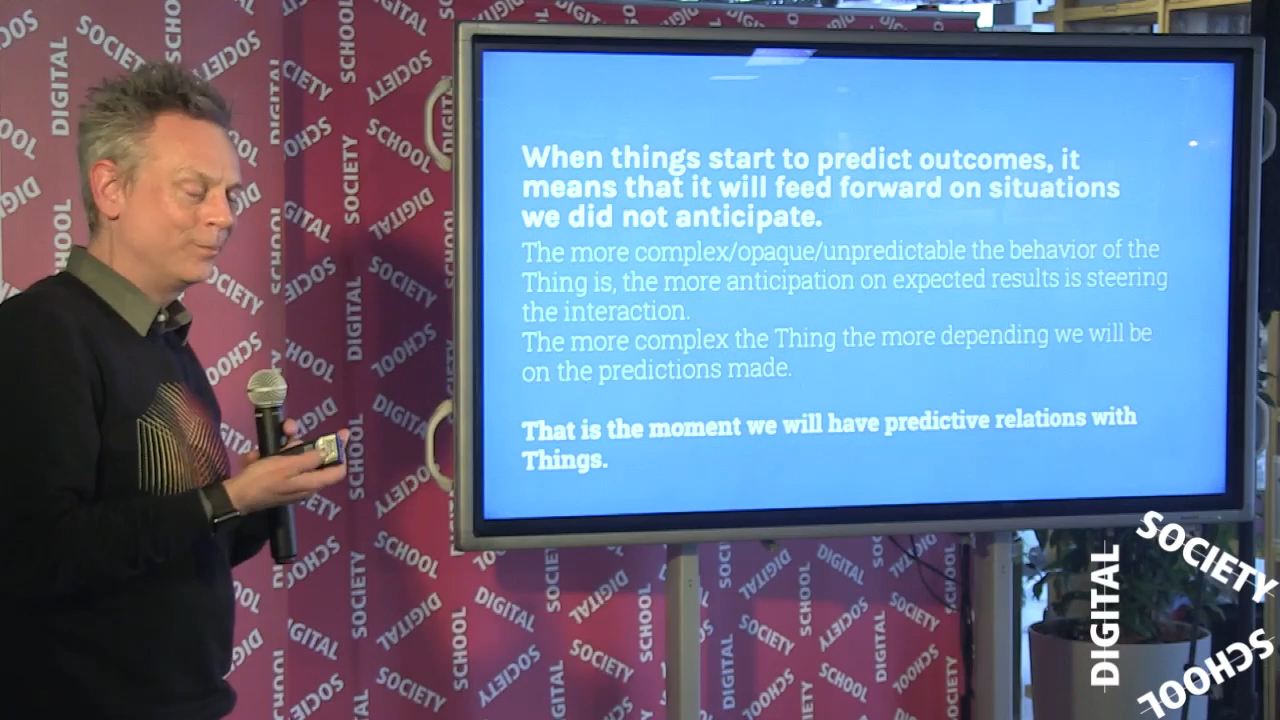 When things start to predict outcomes, it
means that it will feed forward on situations
we did not anticipate.
The more complex/opaque/unpredictable the behavior of the
Thing is, the more anticipation on expected results is steering
the interaction.
The more complex the Thing the more depending we will be
on the predictions made.
That is the moment we will have predictive relations with
Things.
DIGITAL
SOCIETY
SCHOOL